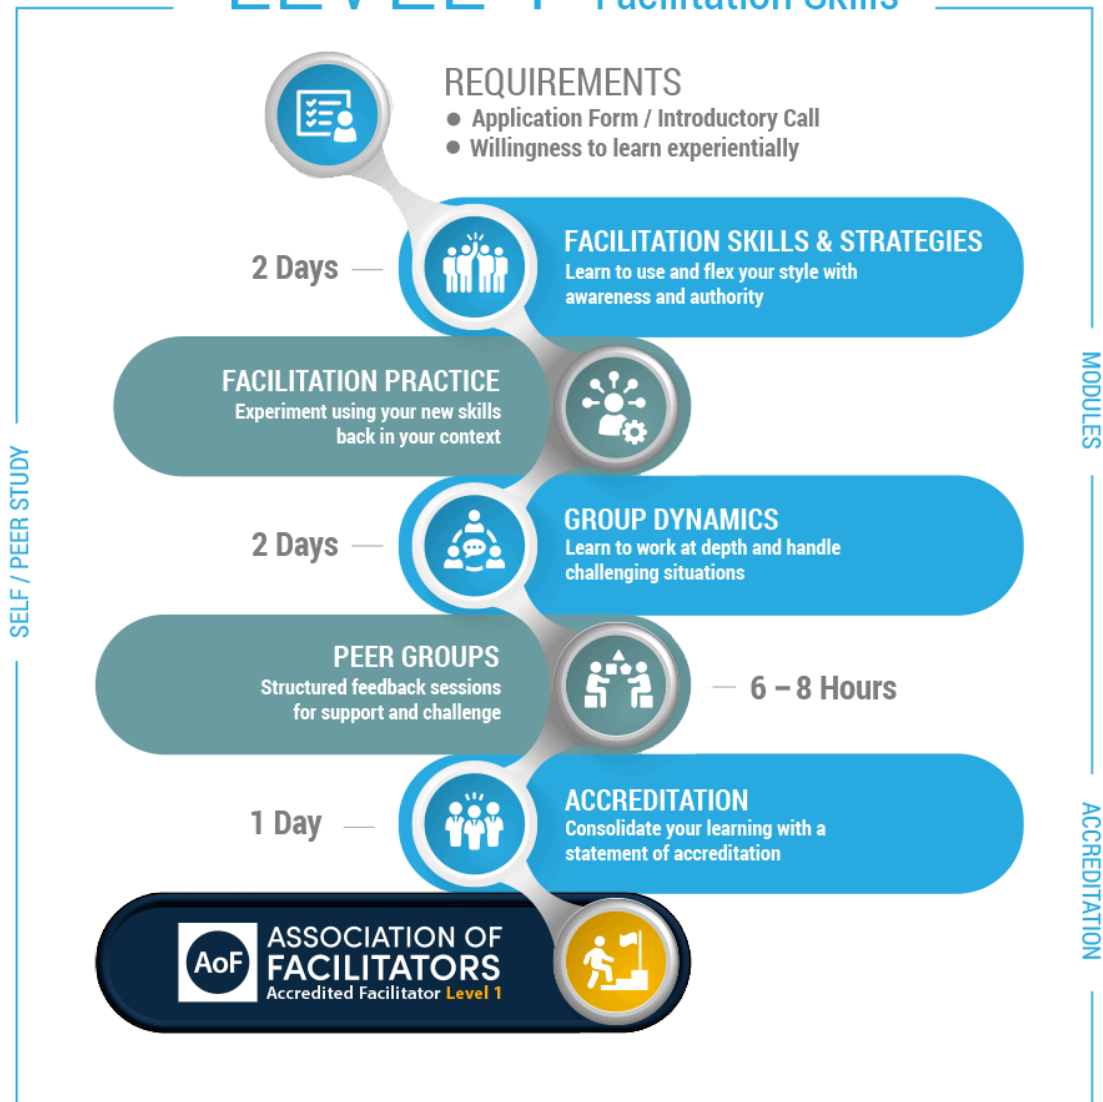 LEVEL 1 Facilitation Skills
REQUIREMENTS
● Application Form / Introductory Call
● Willingness to learn experientially
2 Days
FACILITATION SKILLS & STRATEGIES
Learn to use and flex your style with
awareness and authority
FACILITATION PRACTICE
Experiment using your new skills
back in your context
MODULES
SELF / PEER STUDY
2 Days
GROUP DYNAMICS
Learn to work at depth and handle
challenging situations
PEER GROUPS
Structured feedback sessions
for support and challenge
6 – 8 Hours
1 Day
ACCREDITATION
Consolidate your learning with a
statement of accreditation
ACCREDITATION
AoF
ASSOCIATION OF
FACILITATORS
Accredited Facilitator Level 1